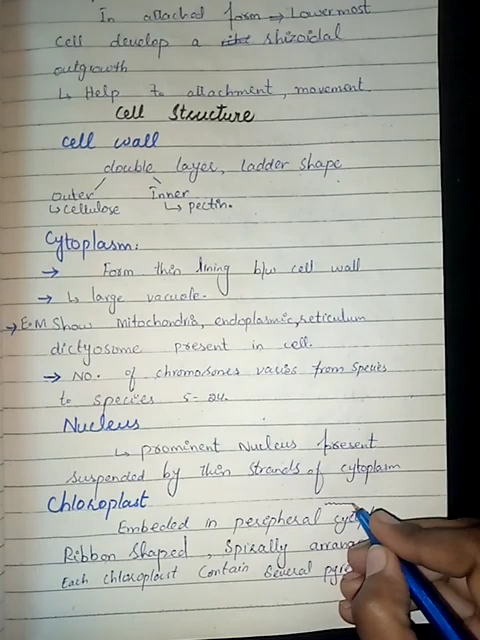 In attached form → Lowermost
Cell develop a shizoidal
outgrowth
↳ Help to attachment, movement
Cell Structure
Cell wall
double layer, ladder shape
Outer Inner
↳ cellulose ↳ pectin.
Cytoplasm:
→ Form thin lining b/w cell wall
→ ↳ large vacuole.
→ E.M Show Mitochondria, endoplasmic, reticulum
dictyosome present in cell.
→ NO. of chromosones varies from species
to species 5-24.
Nucleus
↳ prominent Nucleus present
suspended by thin strands of cytoplasm
Chloroplast
Embeded in peripheral
Ribbon Shaped, Spirally
Each chloroplast Contain Several